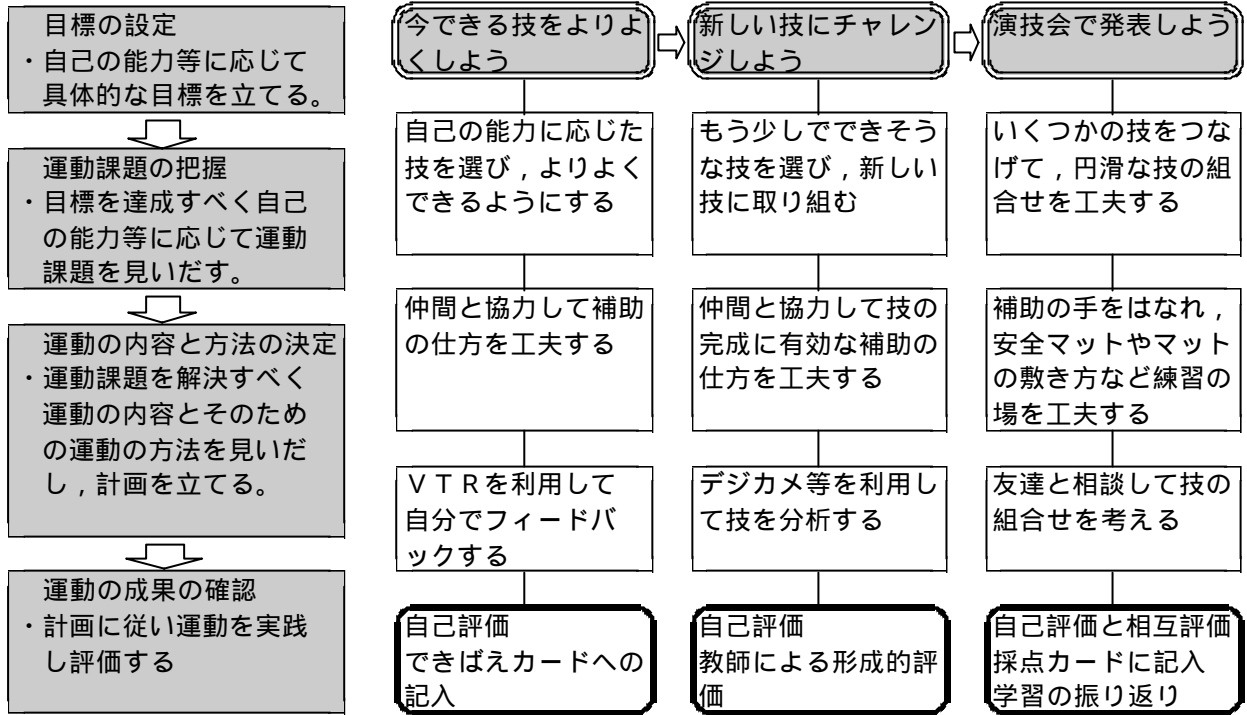 目標の設定
・自己の能力等に応じて
具体的な目標を立てる。
運動課題の把握
・目標を達成すべく自己
の能力等に応じて運動
課題を見いだす。
運動の内容と方法の決定
・運動課題を解決すべく
運動の内容とそのため
の運動の方法を見いだ
し，計画を立てる。
運動の成果の確認
・計画に従い運動を実践
し評価する
今できる技をよりよ
くしよう
自己の能力に応じた
技を選び，よりよく
できるようにする
仲間と協力して補助
の仕方を工夫する
ＶＴＲを利用して
自分でフィードバ
ックする
自己評価
できばえカードへの
記入
新しい技にチャレン
ジしよう
もう少しでできそう
な技を選び，新しい
技に取り組む
仲間と協力して技の
完成に有効な補助の
仕方を工夫する
デジカメ等を利用し
て技を分析する
自己評価
教師による形成的評
価
演技会で発表しよう
いくつかの技をつな
げて，円滑な技の組
合せを工夫する
補助の手をはなれ，
安全マットやマット
の敷き方など練習の
場を工夫する
友達と相談して技の
組合せを考える
自己評価と相互評価
採点カードに記入
学習の振り返り